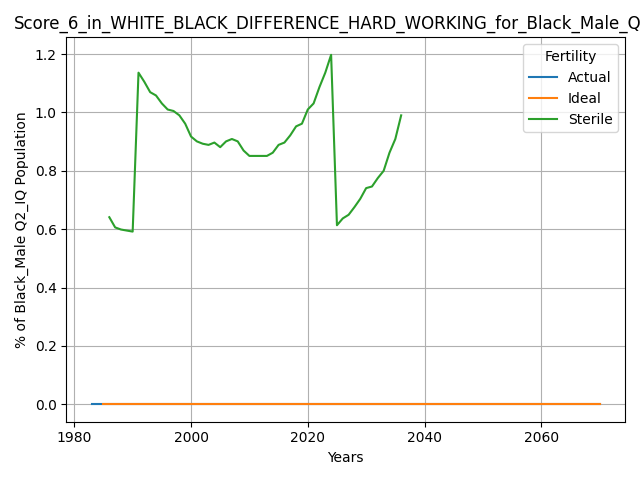 Score_6_in_WHITE_BLACK_DIFFERENCE_HARD_WORKING_for_Black_Male_Q
Fertility
Actual
Ideal
Sterile
% of Black_Male Q2_IQ Population
1.2
1.0
0.8
0.6
0.4
0.2
0.0
1980
2000
2020
2040
2060
Years